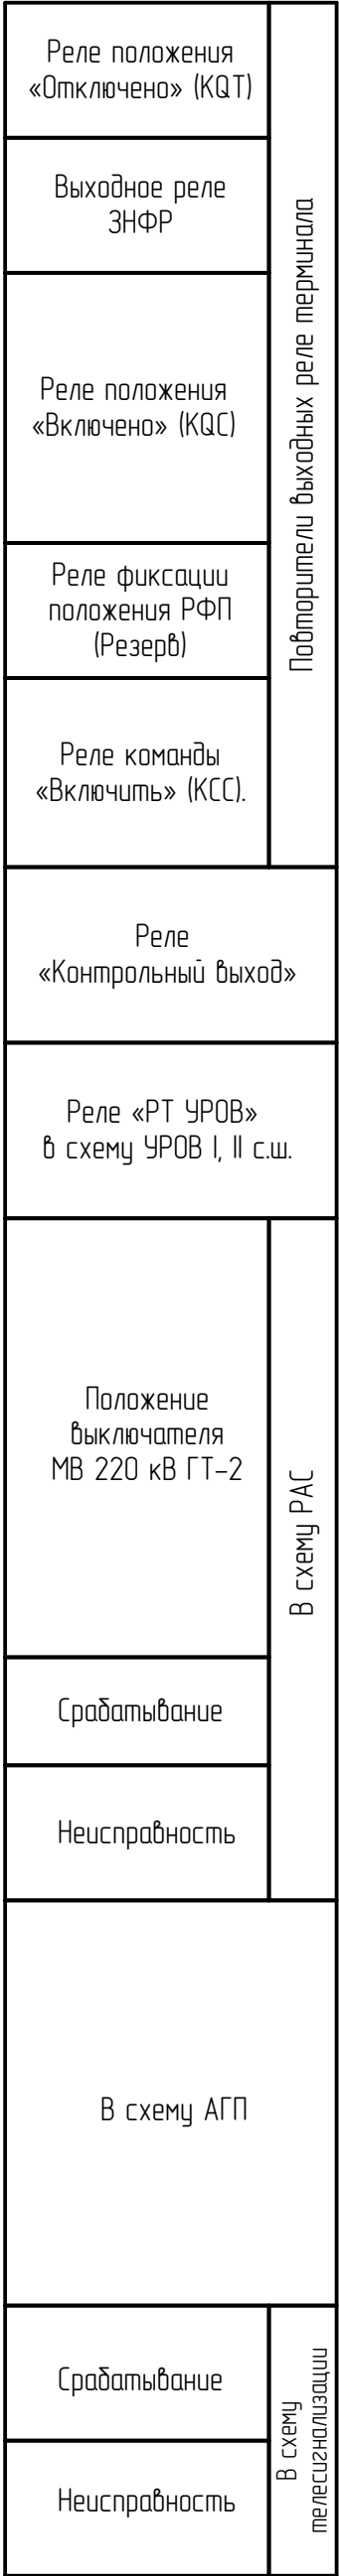 Реле положения
«Отключено» (KQT)
Выходное реле
ЗНФР
Реле положения
«Включено» (KQC)
Реле фиксации
положения РФП
(Резерв)
Реле команды
«Включить» (КСС).
Повторители выходных реле терминала
Реле
«Контрольный выход»
Реле «РТ УРОВ»
в схему УРОВ I, II с.ш.
Положение
выключателя
МВ 220 кВ ГТ-2
Срабатывание
Неисправность
В схему РАС
В схему АГП
Срабатывание
Неисправность
В схему
телесигнализации